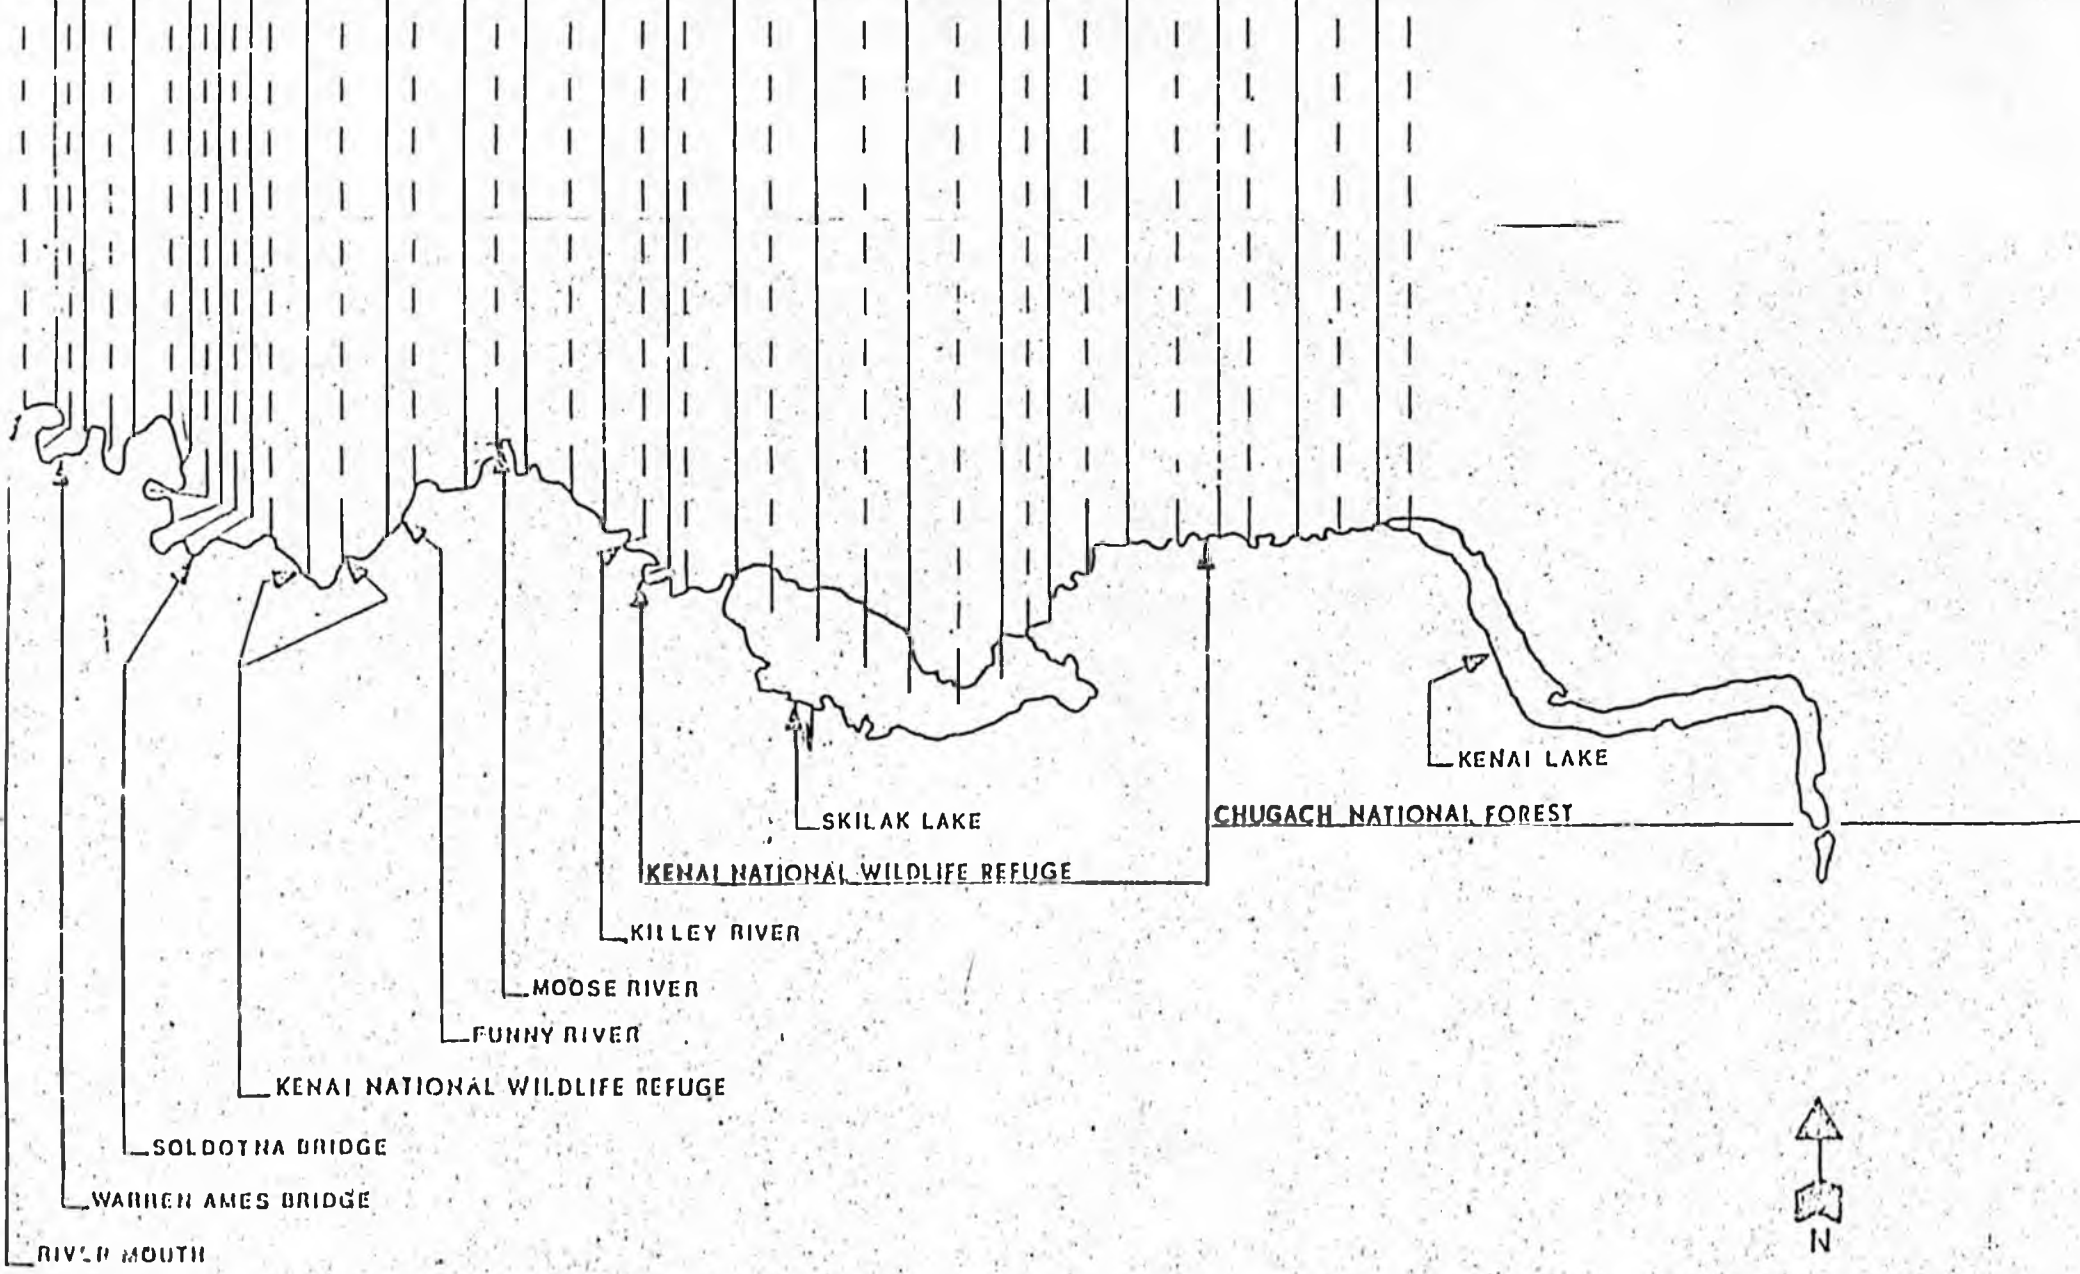 KENAI LAKE
CHUGACH NATIONAL FOREST
SKILAK LAKE
KENAI NATIONAL WILDLIFE REFUGE
KILLEY RIVER
MOOSE RIVER
FUNNY RIVER
KENAI NATIONAL WILDLIFE REFUGE
SOLDOTNA BRIDGE
WARREN AMES BRIDGE
RIVER MOUTH
N